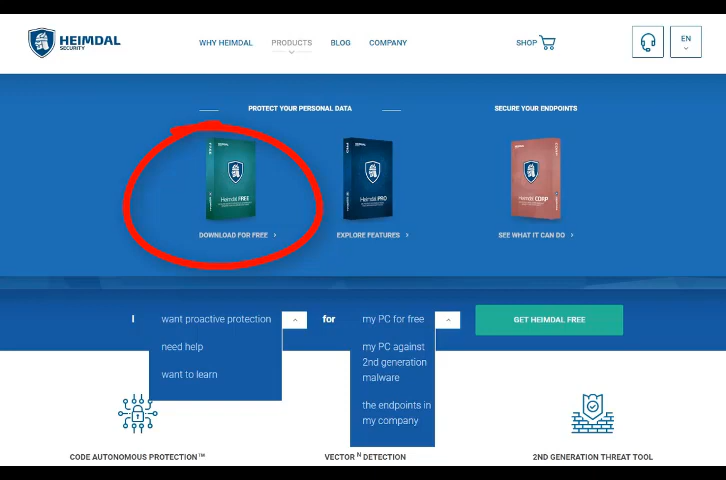 HEIMDAL
SECURITY
WHY HEIMDAL
PRODUCTS
BLOG
COMPANY
SHOP
EN
PROTECT YOUR PERSONAL DATA
SECURE YOUR ENDPOINTS
FREE
Heimdal FREE
PRO
Heimdal PRO
CORP
Heimdal CORP
DOWNLOAD FOR FREE
EXPLORE FEATURES
SEE WHAT IT CAN DO
I
want proactive protection
need help
want to learn
for
my PC for free
my PC against
2nd generation
malware
the endpoints in
my company
GET HEIMDAL FREE
CODE AUTONOMOUS PROTECTION™
VECTOR N DETECTION
2ND GENERATION THREAT TOOL